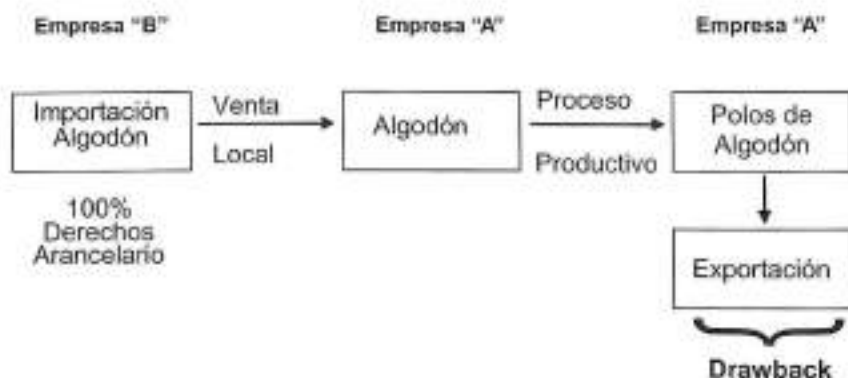 Empresa "B"
Empresa "A"
Empresa "A"
Importación
Algodón
Venta
Local
Algodón
Proceso
Productivo
Polos de
Algodón
100%
Derechos
Arancelario
Exportación
Drawback